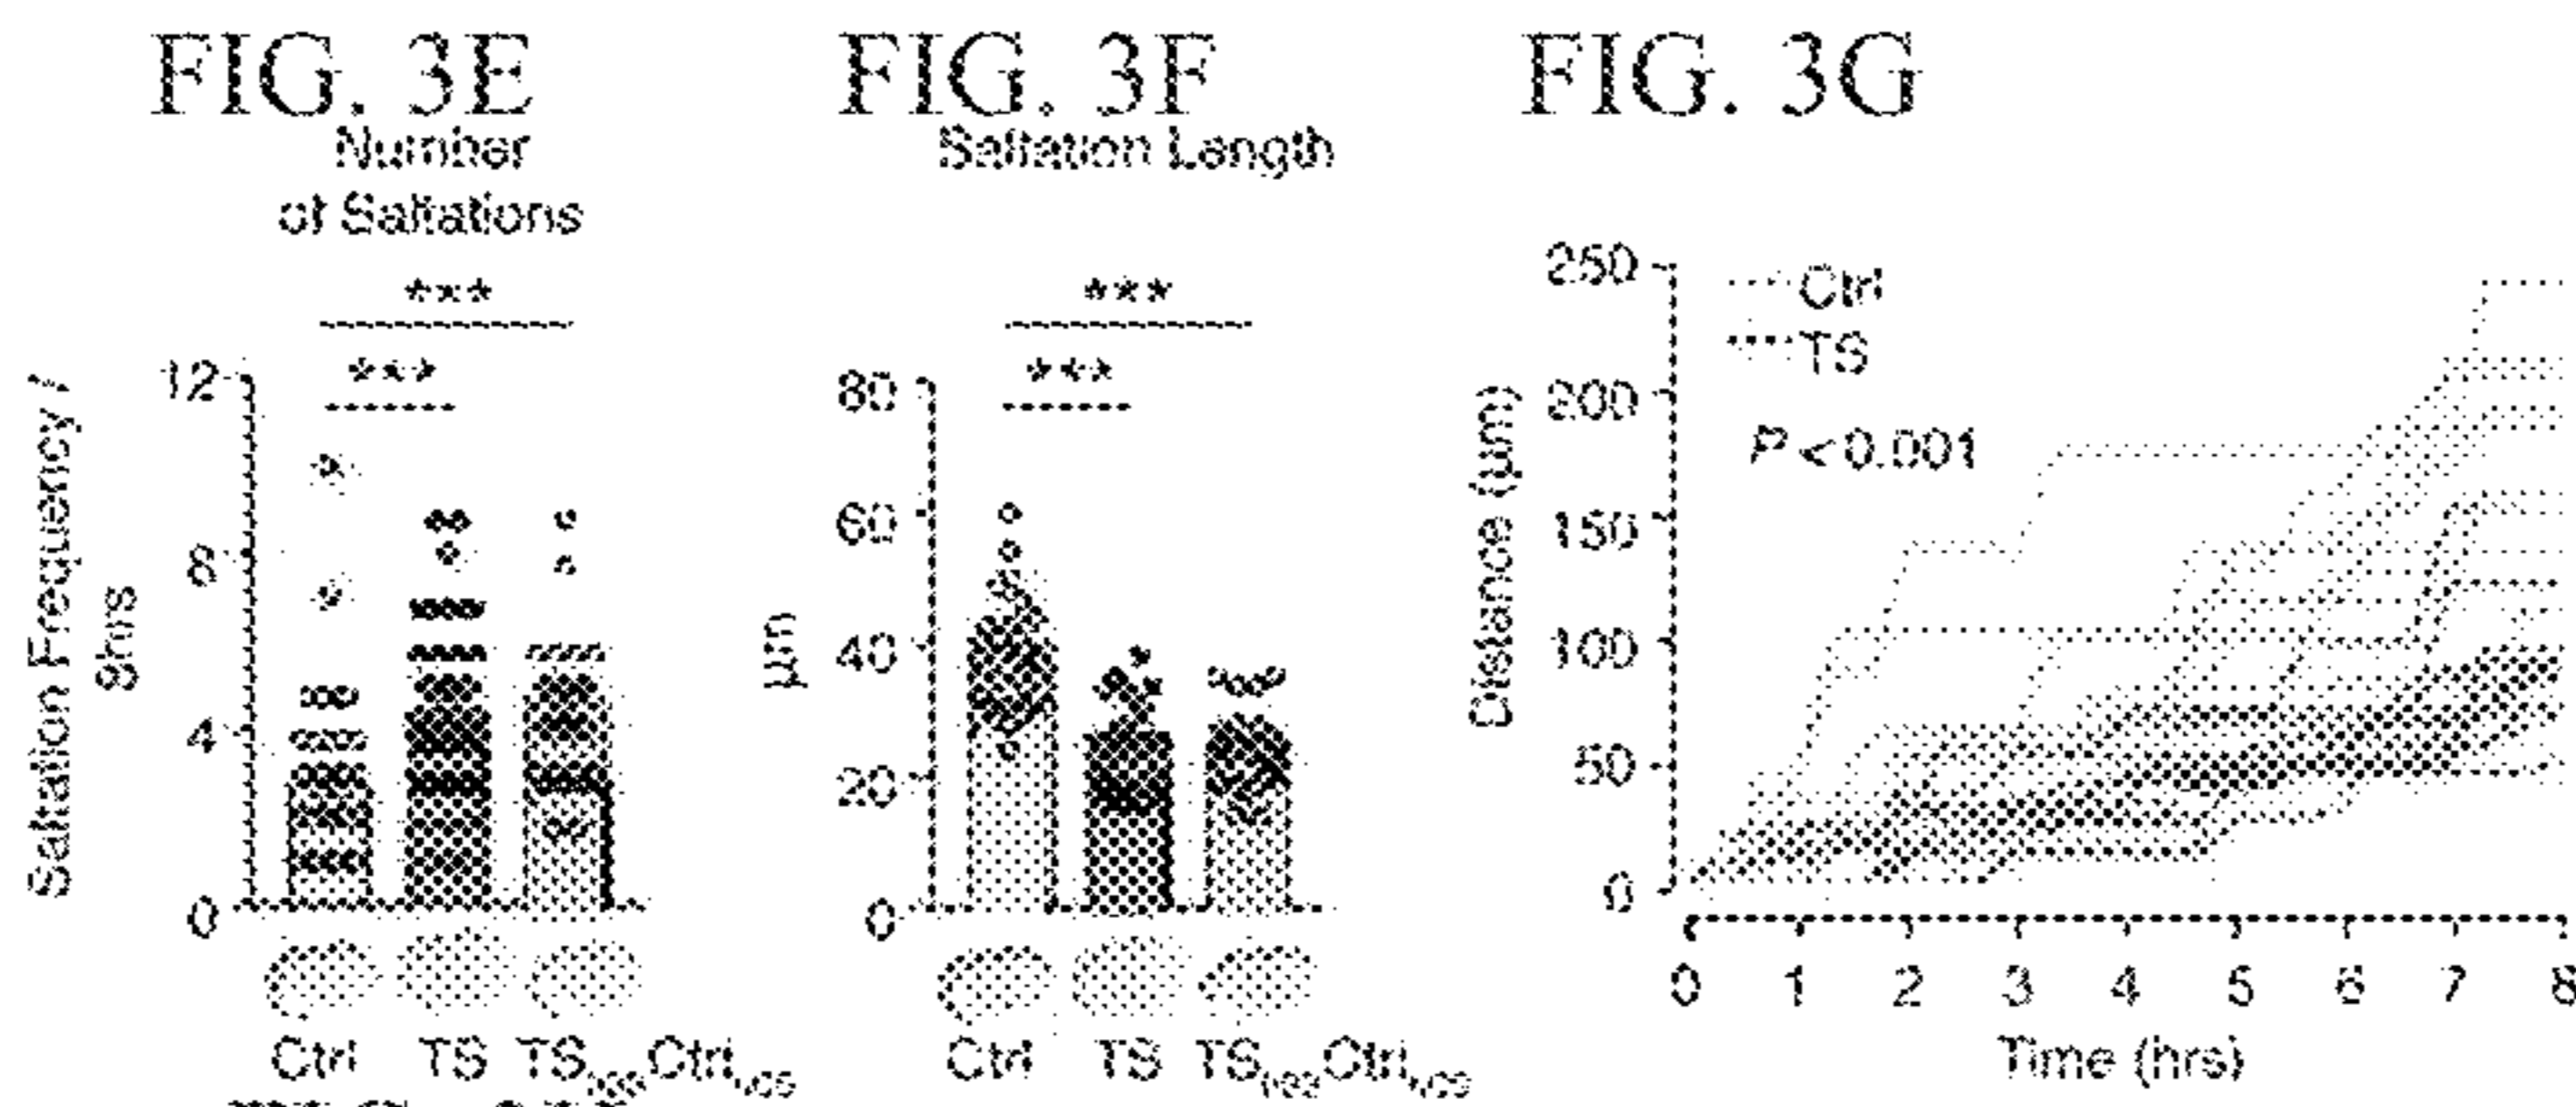 FIG. 3E
Number
of Saltations
***
***
Saltation Frequency /
8hrs
12
8
4
0
Ctrl
TS
FIG. 3F
Saltation Length
***
***
µm
80
60
40
20
0
Ctrl
TS
FIG. 3G
Ctrl
TS
P < 0.001
Distance (µm)
250
200
150
100
50
0
0 1 2 3 4 5 6 7 8
Time (hrs)